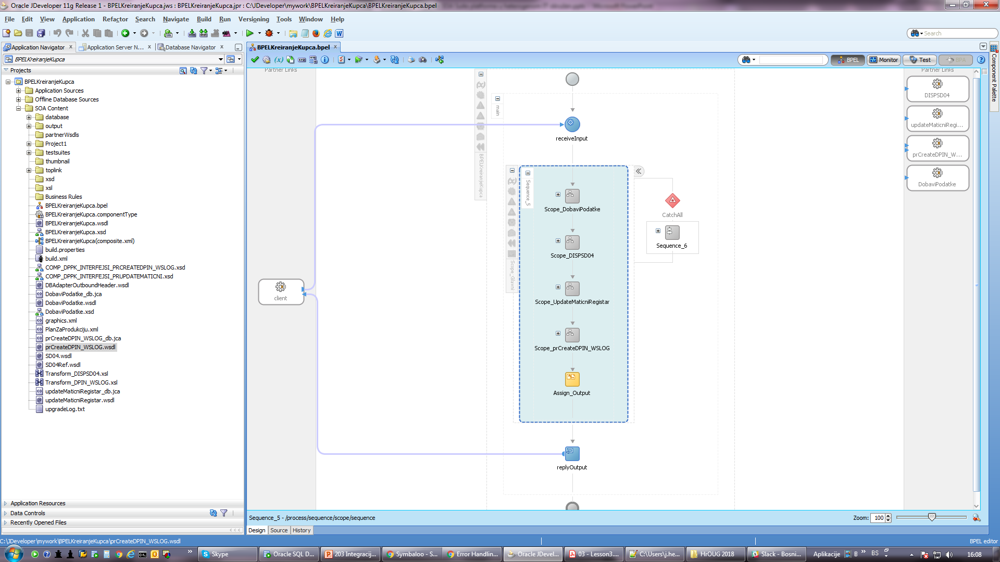 Oracle JDeveloper 11g Release 1 - BPELKreiranjeKupca.jws : BPELKreiranjeKupca.jpr : C:\JDeveloper\mywork\BPELKreiranjeKupca\BPELKreiranjeKupca.bpel
File Edit View Application Refactor Search Navigate Build Run Versioning Tools Window Help
Search
Application Navigator
Application Server N...
Database Navigator
BPELKreiranjeKupca.bpel
BPELKreiranjeKupca
Projects
BPELKreiranjeKupca
Application Sources
Offline Database Sources
SOA Content
database
output
partnerWsdls
Project1
testsuites
thumbnail
toplink
xsd
xsl
Business Rules
BPELKreiranjeKupca.bpel
BPELKreiranjeKupca.componentType
BPELKreiranjeKupca.wsdl
BPELKreiranjeKupca.xsd
BPELKreiranjeKupca(composite.xml)
build.properties
build.xml
COMP_DPPK_INTERFEJSI_PRCREATEDPIN_WSLOG.xsd
COMP_DPPK_INTERFEJSI_PRUPDATEMATICNI.xsd
DBAdapterOutboundHeader.wsdl
DobaviPodatke_db.jca
DobaviPodatke.wsdl
DobaviPodatke.xsd
graphics.xml
PlanZaProdukciju.xml
prCreateDPIN_WSLOG_db.jca
prCreateDPIN_WSLOG.wsdl
SD04.wsdl
SD04Ref.wsdl
Transform_DISPSD04.xsl
Transform_DPIN_WSLOG.xsl
updateMaticniRegistar_db.jca
updateMaticniRegistar.wsdl
upgradeLog.txt
Application Resources
Data Controls
Recently Opened Files
BPEL Monitor Test BPA
Partner Links
client
BPELKreiranjeKupca
main
receiveInput
Scope_Glavni
Sequence_5
Scope_DobaviPodatke
Scope_DISPSD04
Scope_UpdateMaticniRegistar
Scope_prCreateDPIN_WSLOG
Assign_Output
CatchAll
Sequence_6
replyOutput
Partner Links
DISPSD04
updateMaticniRegi...
prCreateDPIN_W...
DobaviPodatke
Component Palette
Sequence_5 - /process/sequence/scope/sequence
Zoom: 100
Design Source History
C:\JDeveloper\mywork\BPELKreiranjeKupca\prCreateDPIN_WSLOG.wsdl
BPEL editor
Skype
Oracle SQL D...
203 Integracij...
Symbaloo - S...
Error Handlin...
Oracle JDevel...
03 - Lesson3....
C:\Users\j.he...
HrOUG 2018
Slack - Bosni...
Aplikacije
BS
16:08